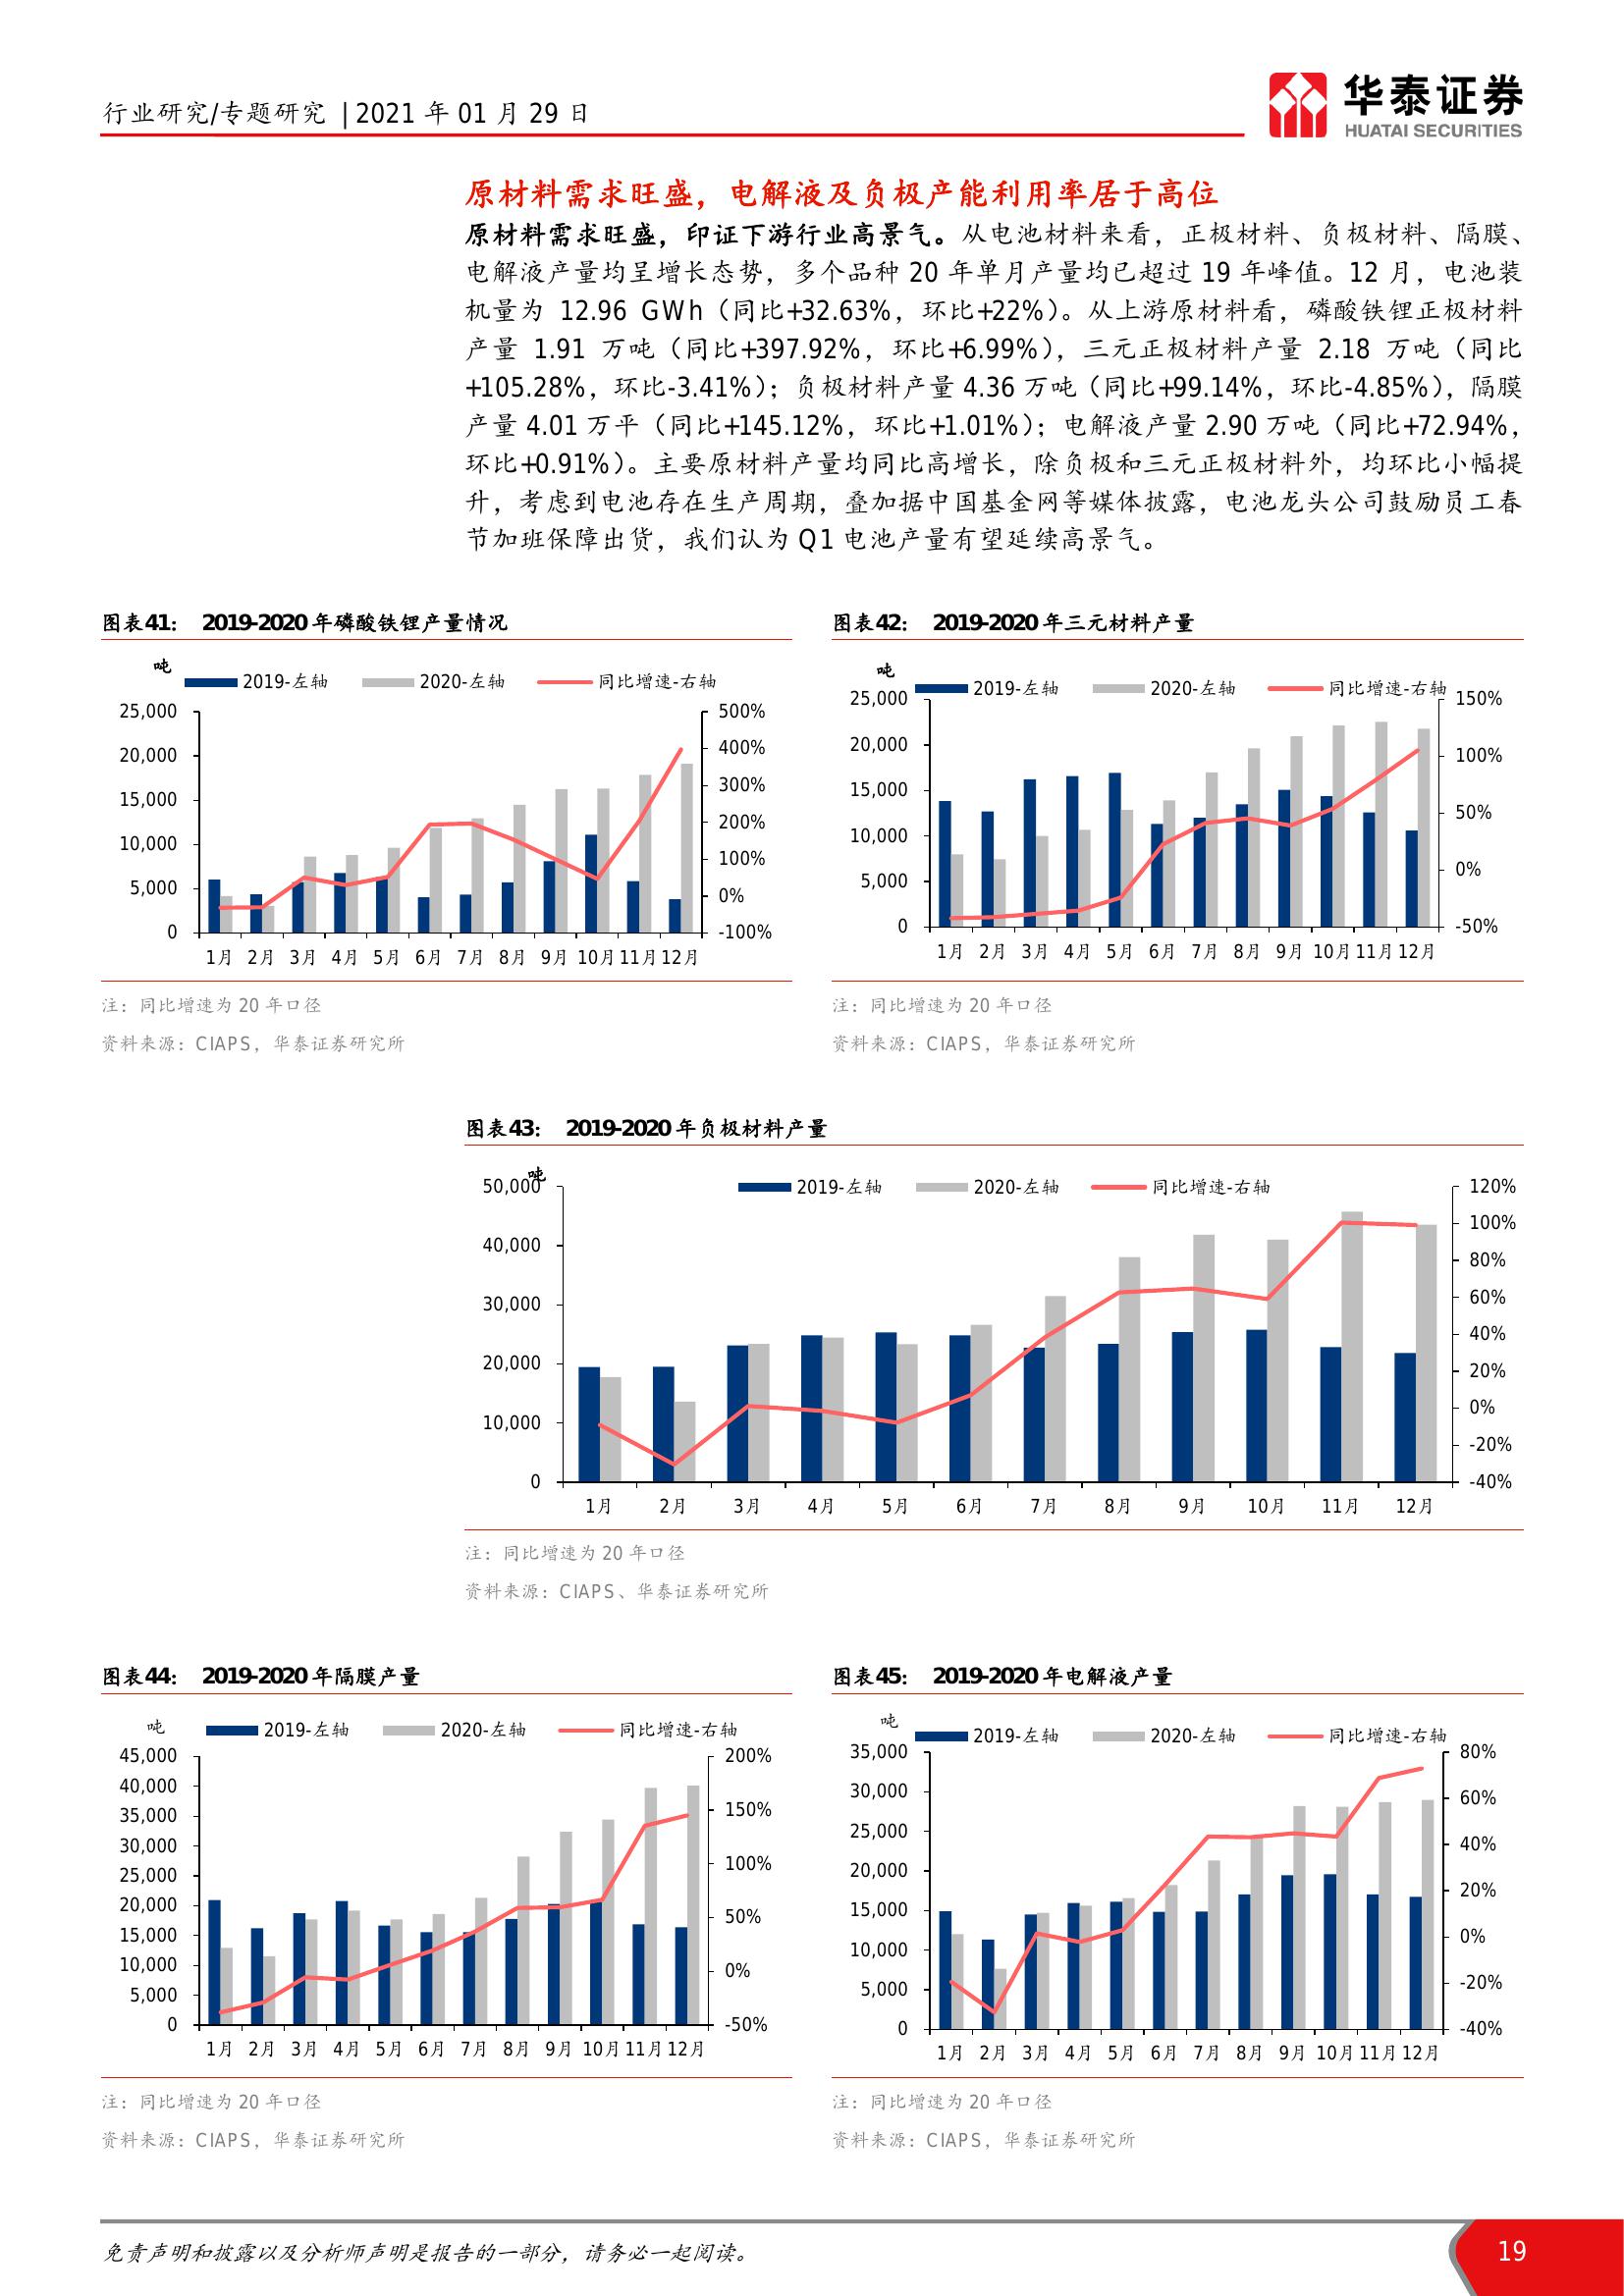 行业研究/专题研究 | 2021 年 01 月 29 日
华泰证券
HUATAI SECURITIES
原材料需求旺盛，电解液及负极产能利用率居于高位
原材料需求旺盛，印证下游行业高景气。从电池材料来看，正极材料、负极材料、隔膜、
电解液产量均呈增长态势，多个品种 20 年单月产量均已超过 19 年峰值。12 月，电池装
机量为 12.96 GWh（同比+32.63%，环比+22%）。从上游原材料看，磷酸铁锂正极材料
产量 1.91 万吨（同比+397.92%，环比+6.99%），三元正极材料产量 2.18 万吨（同比
+105.28%，环比-3.41%）；负极材料产量 4.36 万吨（同比+99.14%，环比-4.85%），隔膜
产量 4.01 万平（同比+145.12%，环比+1.01%）；电解液产量 2.90 万吨（同比+72.94%，
环比+0.91%）。主要原材料产量均同比高增长，除负极和三元正极材料外，均环比小幅提
升，考虑到电池存在生产周期，叠加据中国基金网等媒体披露，电池龙头公司鼓励员工春
节加班保障出货，我们认为 Q1 电池产量有望延续高景气。
图表41： 2019-2020 年磷酸铁锂产量情况
吨
2019-左轴 2020-左轴 同比增速-右轴
25,000
20,000
15,000
10,000
5,000
0
500%
400%
300%
200%
100%
0%
-100%
1月 2月 3月 4月 5月 6月 7月 8月 9月 10月 11月 12月
注：同比增速为 20 年口径
资料来源：CIAPS，华泰证券研究所
图表42： 2019-2020 年三元材料产量
吨
2019-左轴 2020-左轴 同比增速-右轴
25,000
20,000
15,000
10,000
5,000
0
150%
100%
50%
0%
-50%
1月 2月 3月 4月 5月 6月 7月 8月 9月 10月 11月 12月
注：同比增速为 20 年口径
资料来源：CIAPS，华泰证券研究所
图表43： 2019-2020 年负极材料产量
吨
2019-左轴 2020-左轴 同比增速-右轴
50,000
40,000
30,000
20,000
10,000
0
120%
100%
80%
60%
40%
20%
0%
-20%
-40%
1月 2月 3月 4月 5月 6月 7月 8月 9月 10月 11月 12月
注：同比增速为 20 年口径
资料来源：CIAPS、华泰证券研究所
图表44： 2019-2020 年隔膜产量
吨
2019-左轴 2020-左轴 同比增速-右轴
45,000
40,000
35,000
30,000
25,000
20,000
15,000
10,000
5,000
0
200%
150%
100%
50%
0%
-50%
1月 2月 3月 4月 5月 6月 7月 8月 9月 10月 11月 12月
注：同比增速为 20 年口径
资料来源：CIAPS，华泰证券研究所
图表45： 2019-2020 年电解液产量
吨
2019-左轴 2020-左轴 同比增速-右轴
35,000
30,000
25,000
20,000
15,000
10,000
5,000
0
80%
60%
40%
20%
0%
-20%
-40%
1月 2月 3月 4月 5月 6月 7月 8月 9月 10月 11月 12月
注：同比增速为 20 年口径
资料来源：CIAPS，华泰证券研究所
免责声明和披露以及分析师声明是报告的一部分，请务必一起阅读。
19